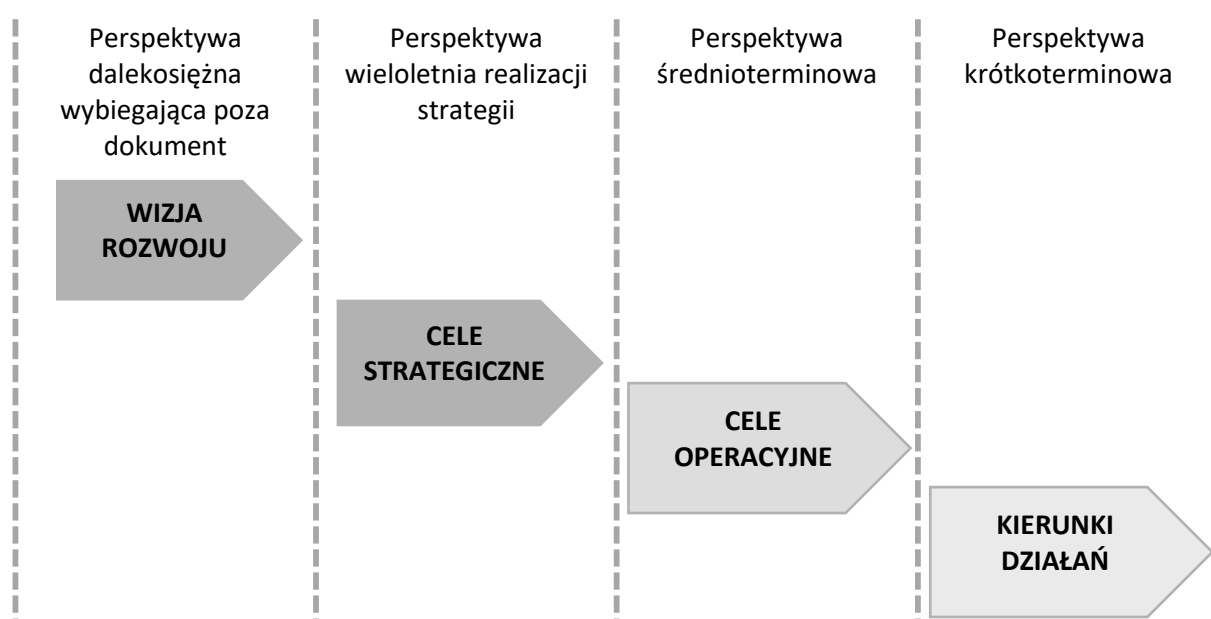 Perspektywa
dalekosiężna
wybiegająca poza
dokument
Perspektywa
wieloletnia realizacji
strategii
Perspektywa
średnioterminowa
Perspektywa
krótkoterminowa
WIZJA
ROZWOJU
CELE
STRATEGICZNE
CELE
OPERACYJNE
KIERUNKI
DZIAŁAŃ